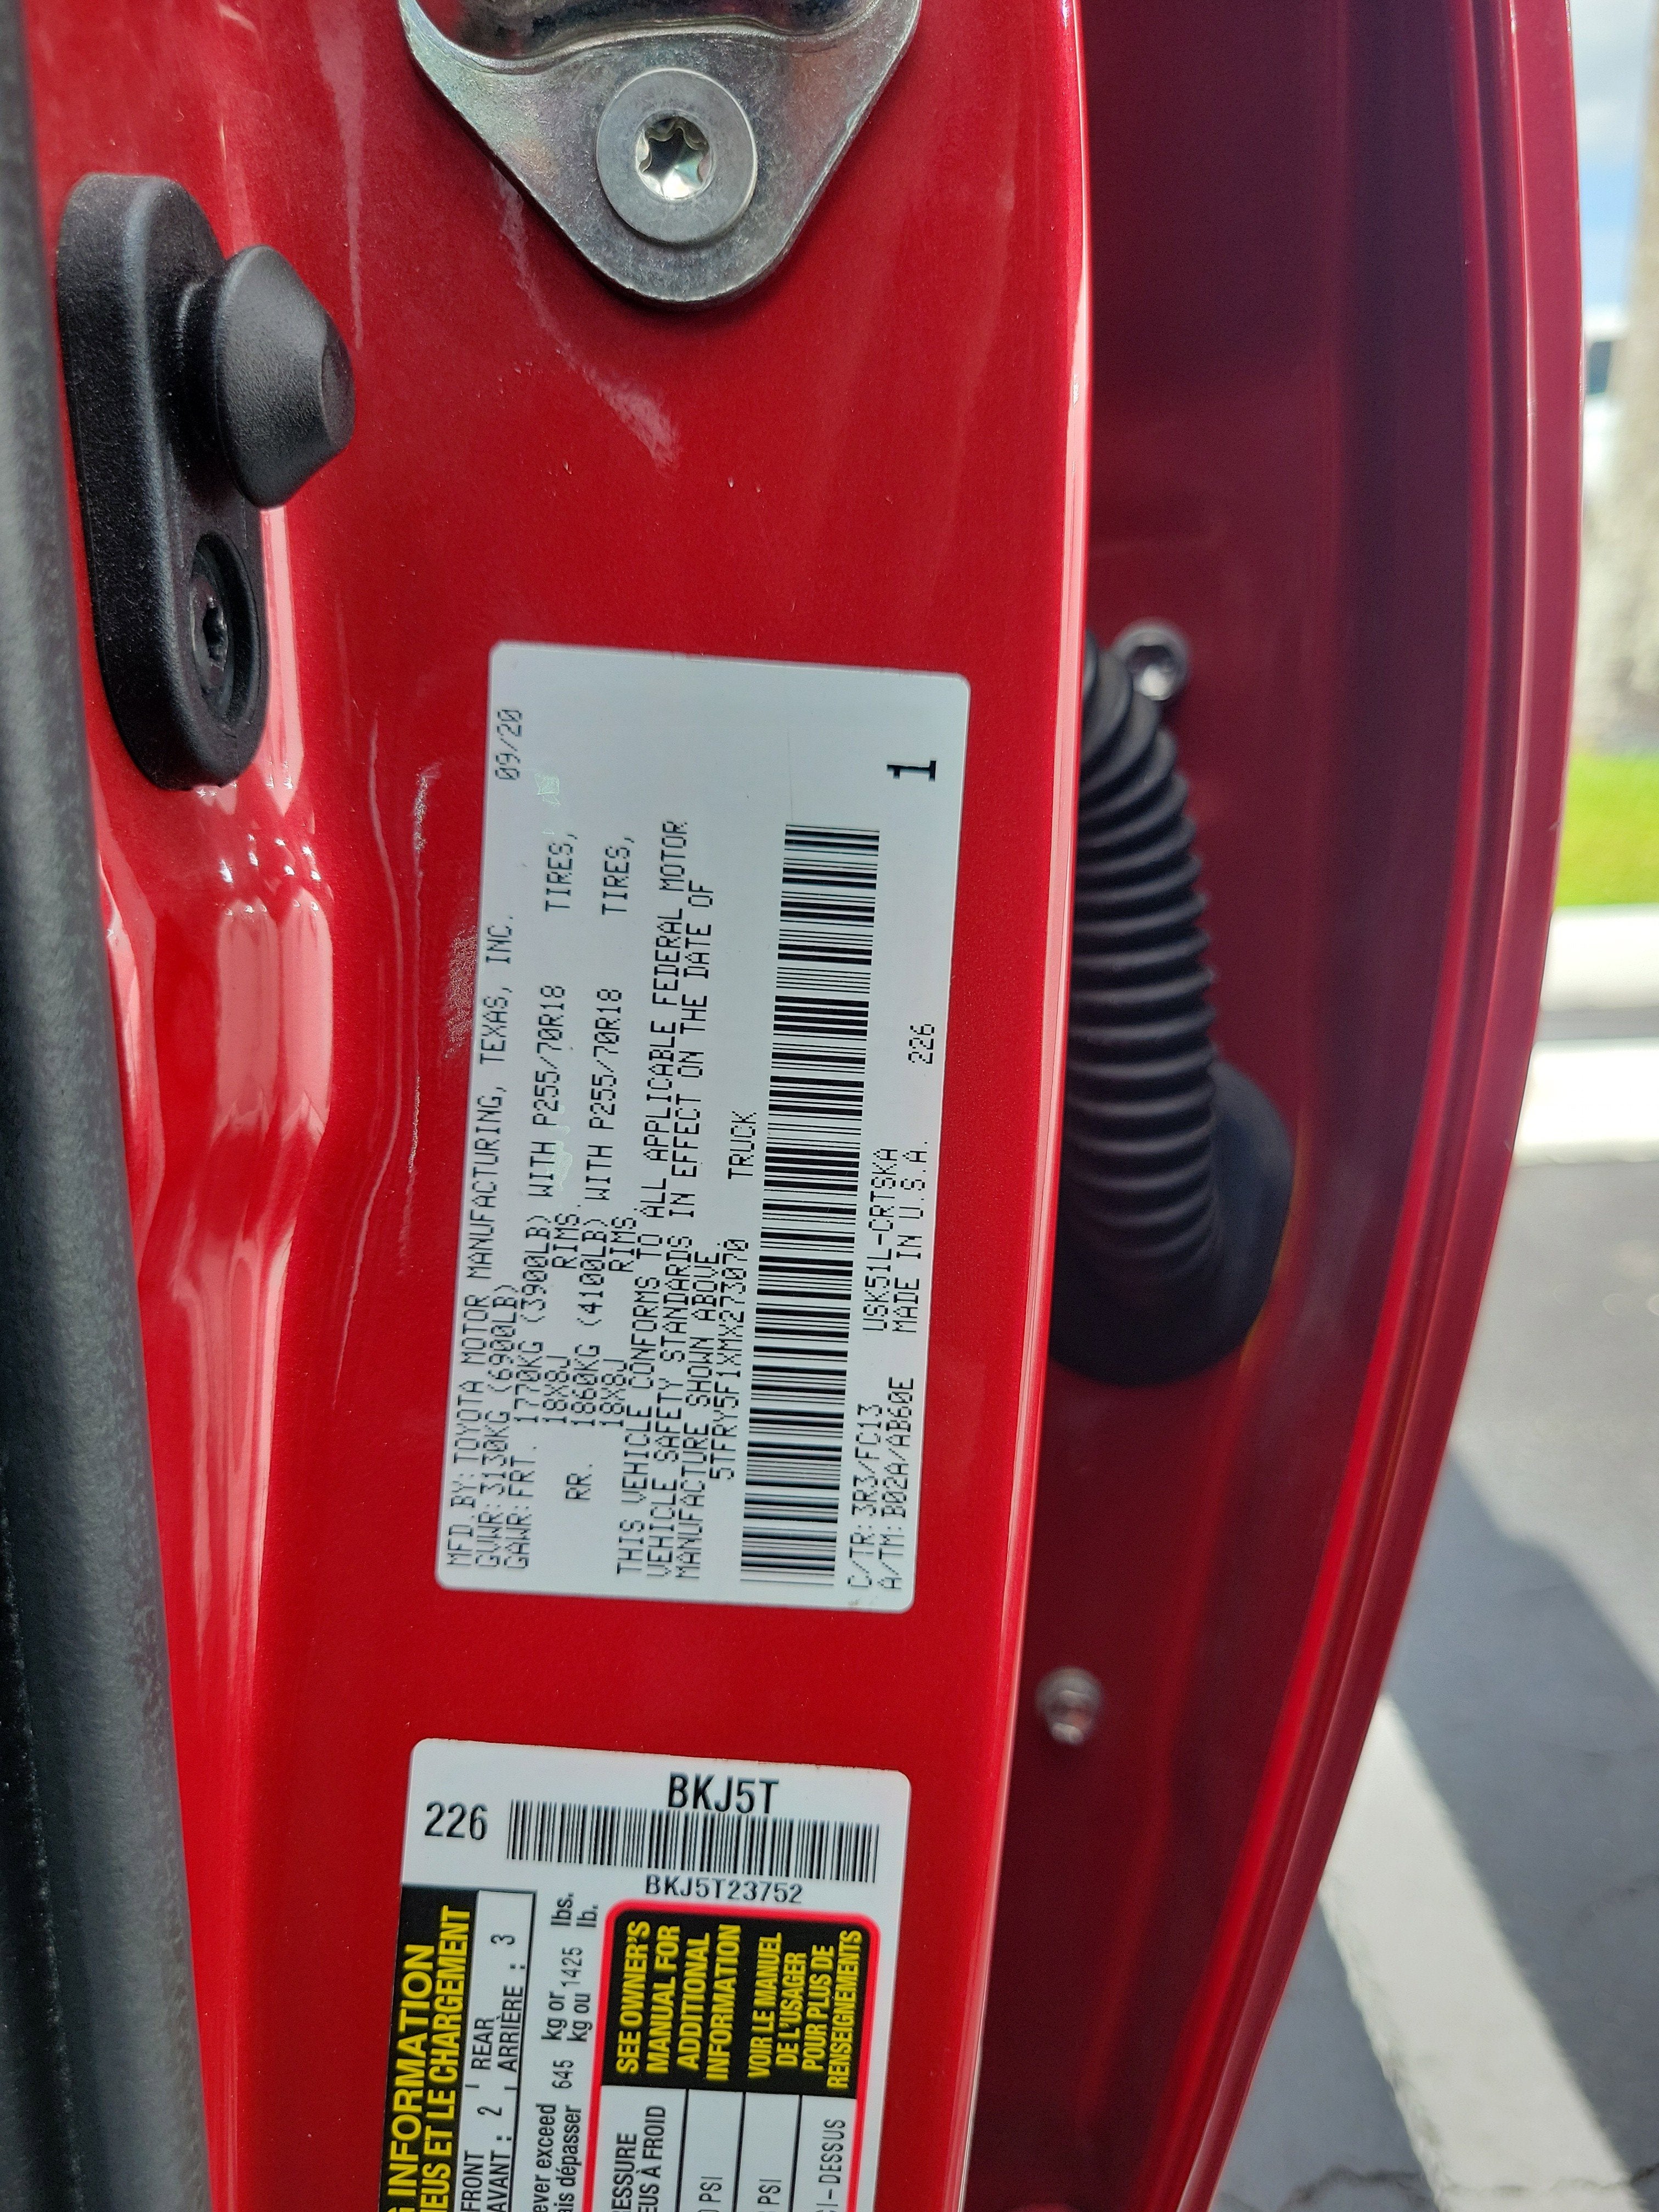 MFD.BY:TOYOTA MOTOR MANUFACTURING, TEXAS, INC. 09/20
GVWR:3130KG (6900LB)
GAWR:FRT. 1770KG (3900LB) WITH P255/70R18 TIRES,
18X8J RIMS,
RR. 1860KG (4100LB) WITH P255/70R18 TIRES,
18X8J RIMS
THIS VEHICLE CONFORMS TO ALL APPLICABLE FEDERAL MOTOR
VEHICLE SAFETY STANDARDS IN EFFECT ON THE DATE OF
MANUFACTURE SHOWN ABOVE.
5TFRY5F1XMX273070 TRUCK
C/TR:3R3/FC13 USK51L-CRTSKA
A/TM:B02A/AB60E MADE IN U.S.A. 226
1
226
BKJ5T
BKJ5T23752
INFORMATION
ET LE CHARGEMENT
FRONT 2 , REAR
AVANT : 2 , ARRIÈRE : 3
exceed 645 kg or 1425 lbs.
dépasser kg ou lb.
SEE OWNER'S
MANUAL FOR
ADDITIONAL
INFORMATION
VOIR LE MANUEL
DE L'USAGER
POUR PLUS DE
RENSEIGNEMENTS
À FROID
PSI
PSI
-DESSUS